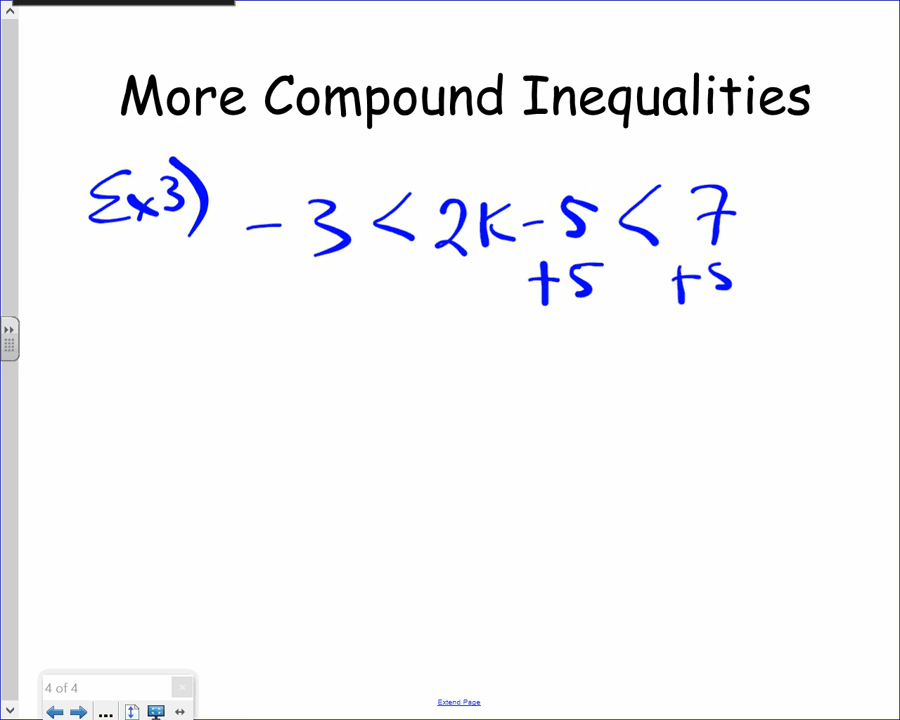 More Compound Inequalities
Ex3) -3 < 2k - 5 < 7
+5 +5
4 of 4
...
Extend Page